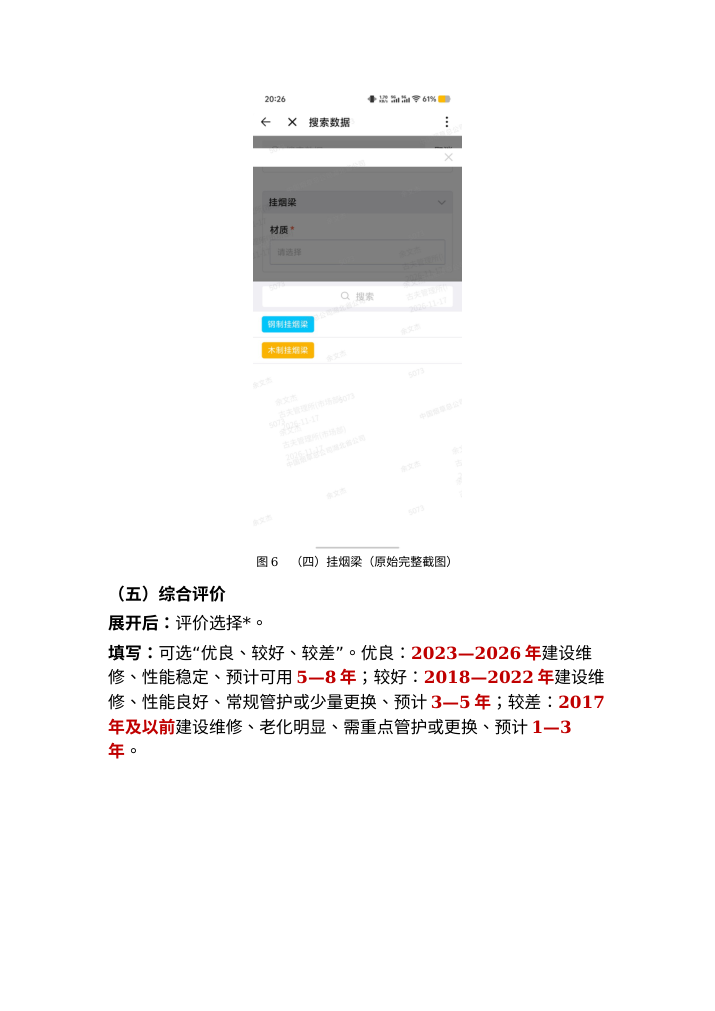 20:26
61%
搜索数据
挂烟梁
材质 *
请选择
搜索
钢制挂烟梁
木制挂烟梁
图 6 （四）挂烟梁（原始完整截图）
（五）综合评价
展开后：评价选择*。
填写：可选“优良、较好、较差”。优良：2023—2026 年建设维
修、性能稳定、预计可用 5—8 年；较好：2018—2022 年建设维
修、性能良好、常规管护或少量更换、预计 3—5 年；较差：2017
年及以前建设维修、老化明显、需重点管护或更换、预计 1—3
年。